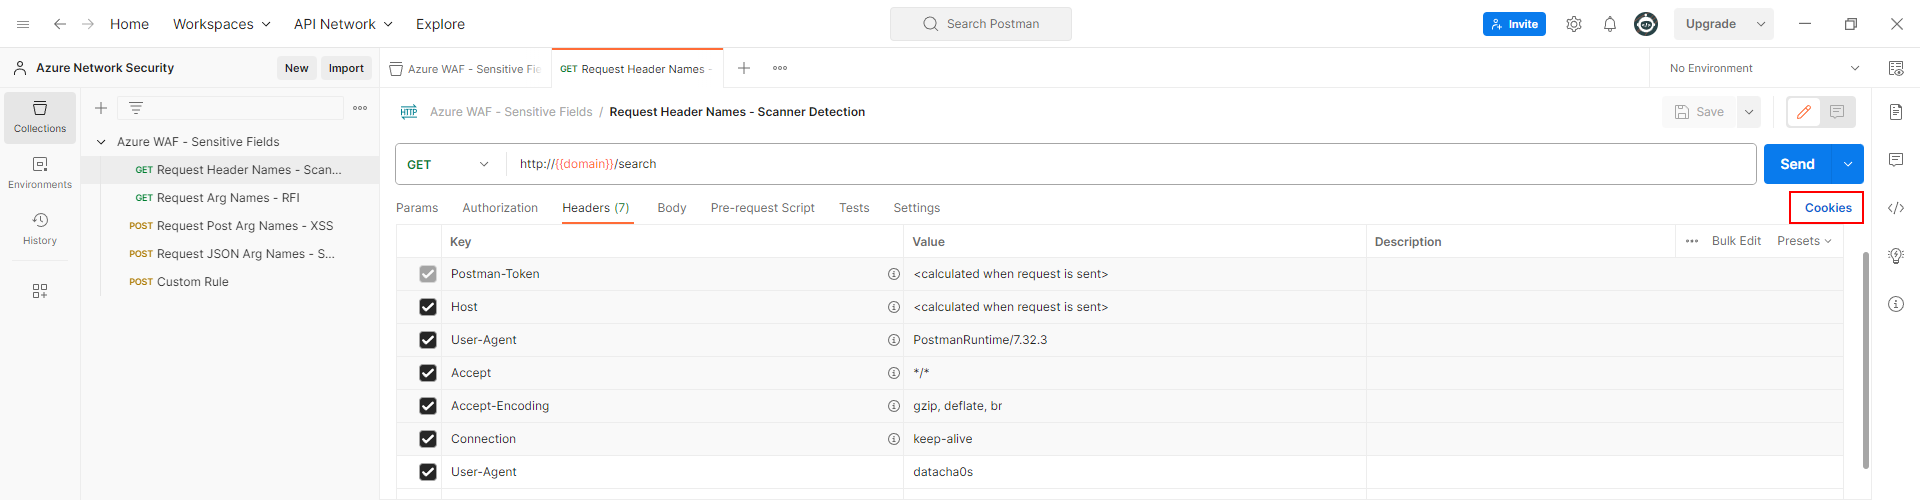 Home Workspaces API Network Explore Search Postman Invite Upgrade
Azure Network Security New Import Azure WAF - Sensitive Fie GET Request Header Names - No Environment
HTTP Azure WAF - Sensitive Fields / Request Header Names - Scanner Detection Save
Collections
Environments
History
Azure WAF - Sensitive Fields
GET Request Header Names - Scan...
GET Request Arg Names - RFI
POST Request Post Arg Names - XSS
POST Request JSON Arg Names - S...
POST Custom Rule
GET http://{{domain}}/search Send
Params Authorization Headers (7) Body Pre-request Script Tests Settings Cookies
Key Value Description Bulk Edit Presets
Postman-Token <calculated when request is sent>
Host <calculated when request is sent>
User-Agent PostmanRuntime/7.32.3
Accept */*
Accept-Encoding gzip, deflate, br
Connection keep-alive
User-Agent datacha0s